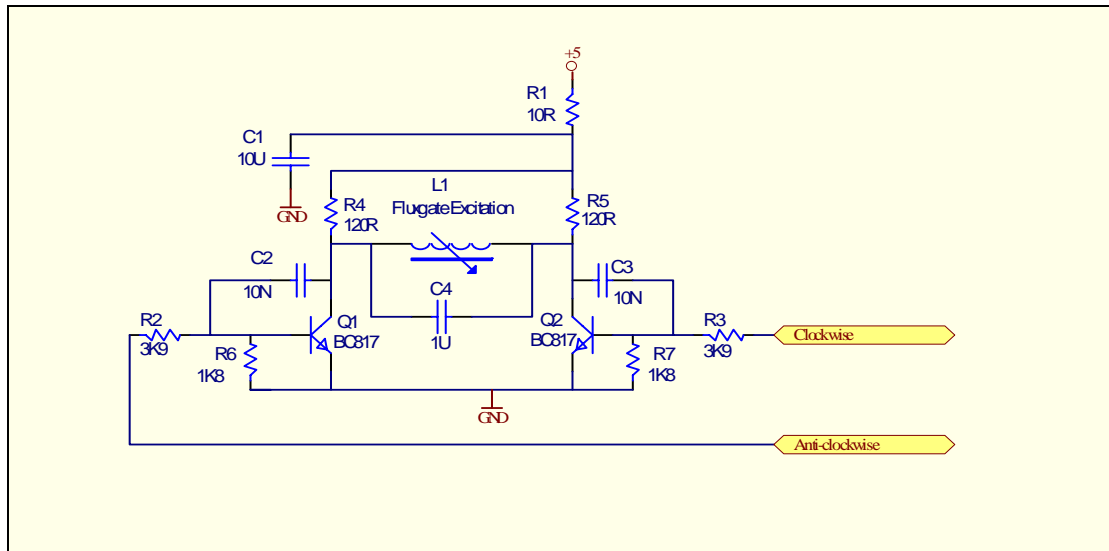 +5
R1
10R
C1
10U
L1
Fluxgate Excitation
R4
120R
R5
120R
GND
C2
10N
C3
10N
C4
1U
R2
3K9
R6
1K8
Q1
BC817
Q2
BC817
R7
1K8
R3
3K9
Clockwise
GND
Anti-clockwise